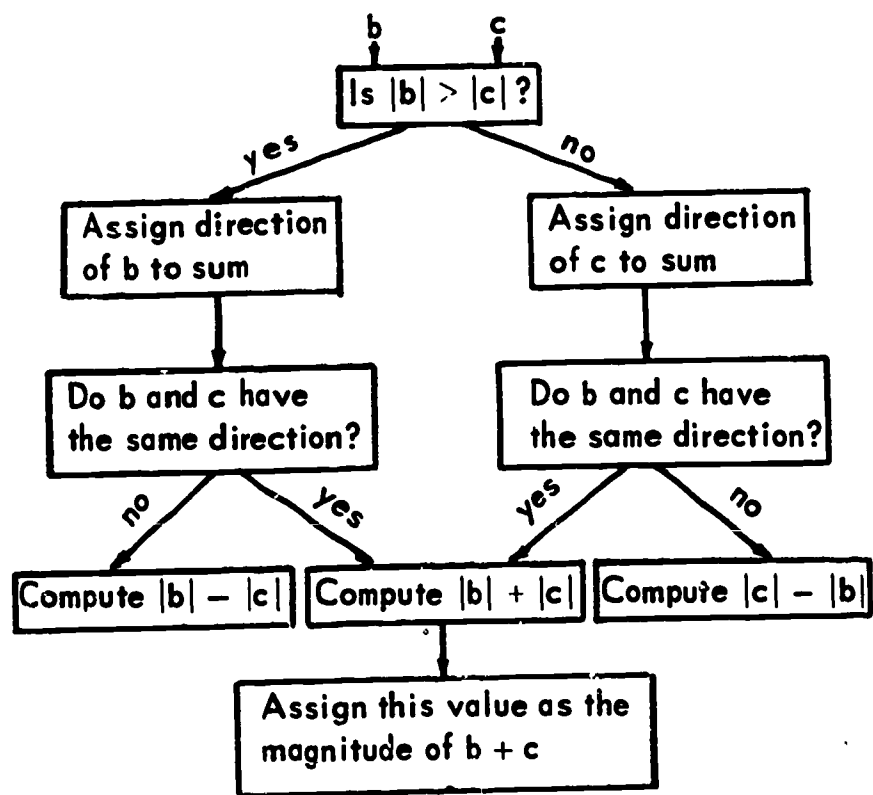 b c
Is |b| > |c| ?
yes no
Assign direction
of b to sum
Assign direction
of c to sum
Do b and c have
the same direction?
Do b and c have
the same direction?
no yes yes no
Compute |b| − |c|
Compute |b| + |c|
Compute |c| − |b|
Assign this value as the
magnitude of b + c